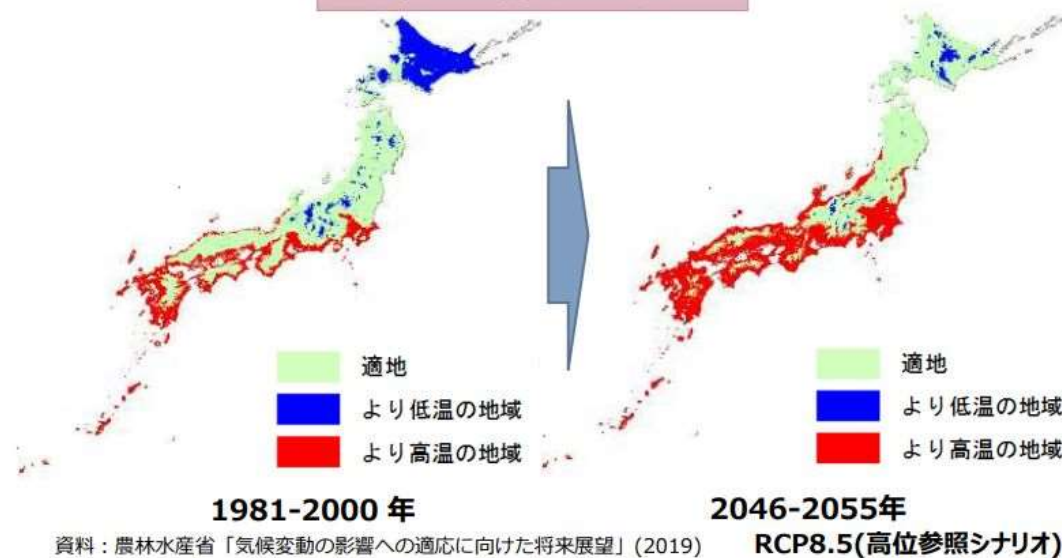 適地
より低温の地域
より高温の地域
適地
より低温の地域
より高温の地域
1981-2000 年
2046-2055年
資料：農林水産省「気候変動の影響への適応に向けた将来展望」(2019)
RCP8.5(高位参照シナリオ)